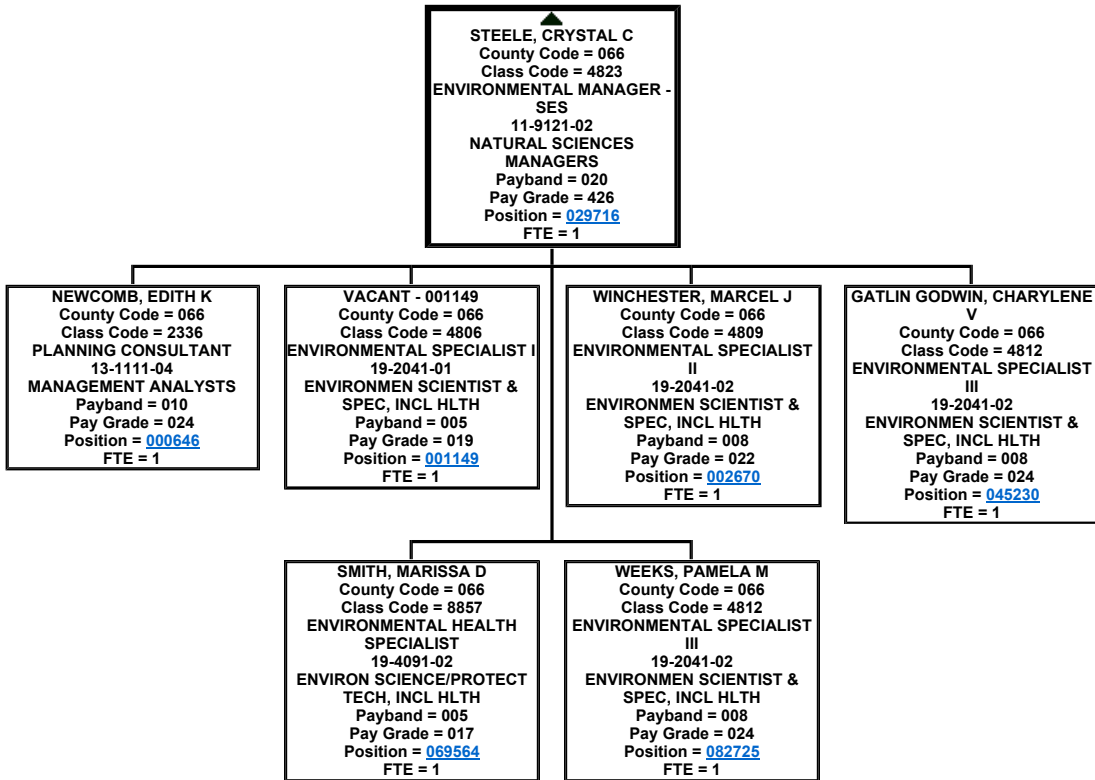 STEELE, CRYSTAL C
County Code = 066
Class Code = 4823
ENVIRONMENTAL MANAGER -
SES
11-9121-02
NATURAL SCIENCES
MANAGERS
Payband = 020
Pay Grade = 426
Position = 029716
FTE = 1
NEWCOMB, EDITH K
County Code = 066
Class Code = 2336
PLANNING CONSULTANT
13-1111-04
MANAGEMENT ANALYSTS
Payband = 010
Pay Grade = 024
Position = 000646
FTE = 1
VACANT - 001149
County Code = 066
Class Code = 4806
ENVIRONMENTAL SPECIALIST I
19-2041-01
ENVIRONMEN SCIENTIST &
SPEC, INCL HLTH
Payband = 005
Pay Grade = 019
Position = 001149
FTE = 1
WINCHESTER, MARCEL J
County Code = 066
Class Code = 4809
ENVIRONMENTAL SPECIALIST
II
19-2041-02
ENVIRONMEN SCIENTIST &
SPEC, INCL HLTH
Payband = 008
Pay Grade = 022
Position = 002670
FTE = 1
GATLIN GODWIN, CHARYLENE
V
County Code = 066
Class Code = 4812
ENVIRONMENTAL SPECIALIST
III
19-2041-02
ENVIRONMEN SCIENTIST &
SPEC, INCL HLTH
Payband = 008
Pay Grade = 024
Position = 045230
FTE = 1
SMITH, MARISSA D
County Code = 066
Class Code = 8857
ENVIRONMENTAL HEALTH
SPECIALIST
19-4091-02
ENVIRON SCIENCE/PROTECT
TECH, INCL HLTH
Payband = 005
Pay Grade = 017
Position = 069564
FTE = 1
WEEKS, PAMELA M
County Code = 066
Class Code = 4812
ENVIRONMENTAL SPECIALIST
III
19-2041-02
ENVIRONMEN SCIENTIST &
SPEC, INCL HLTH
Payband = 008
Pay Grade = 024
Position = 082725
FTE = 1